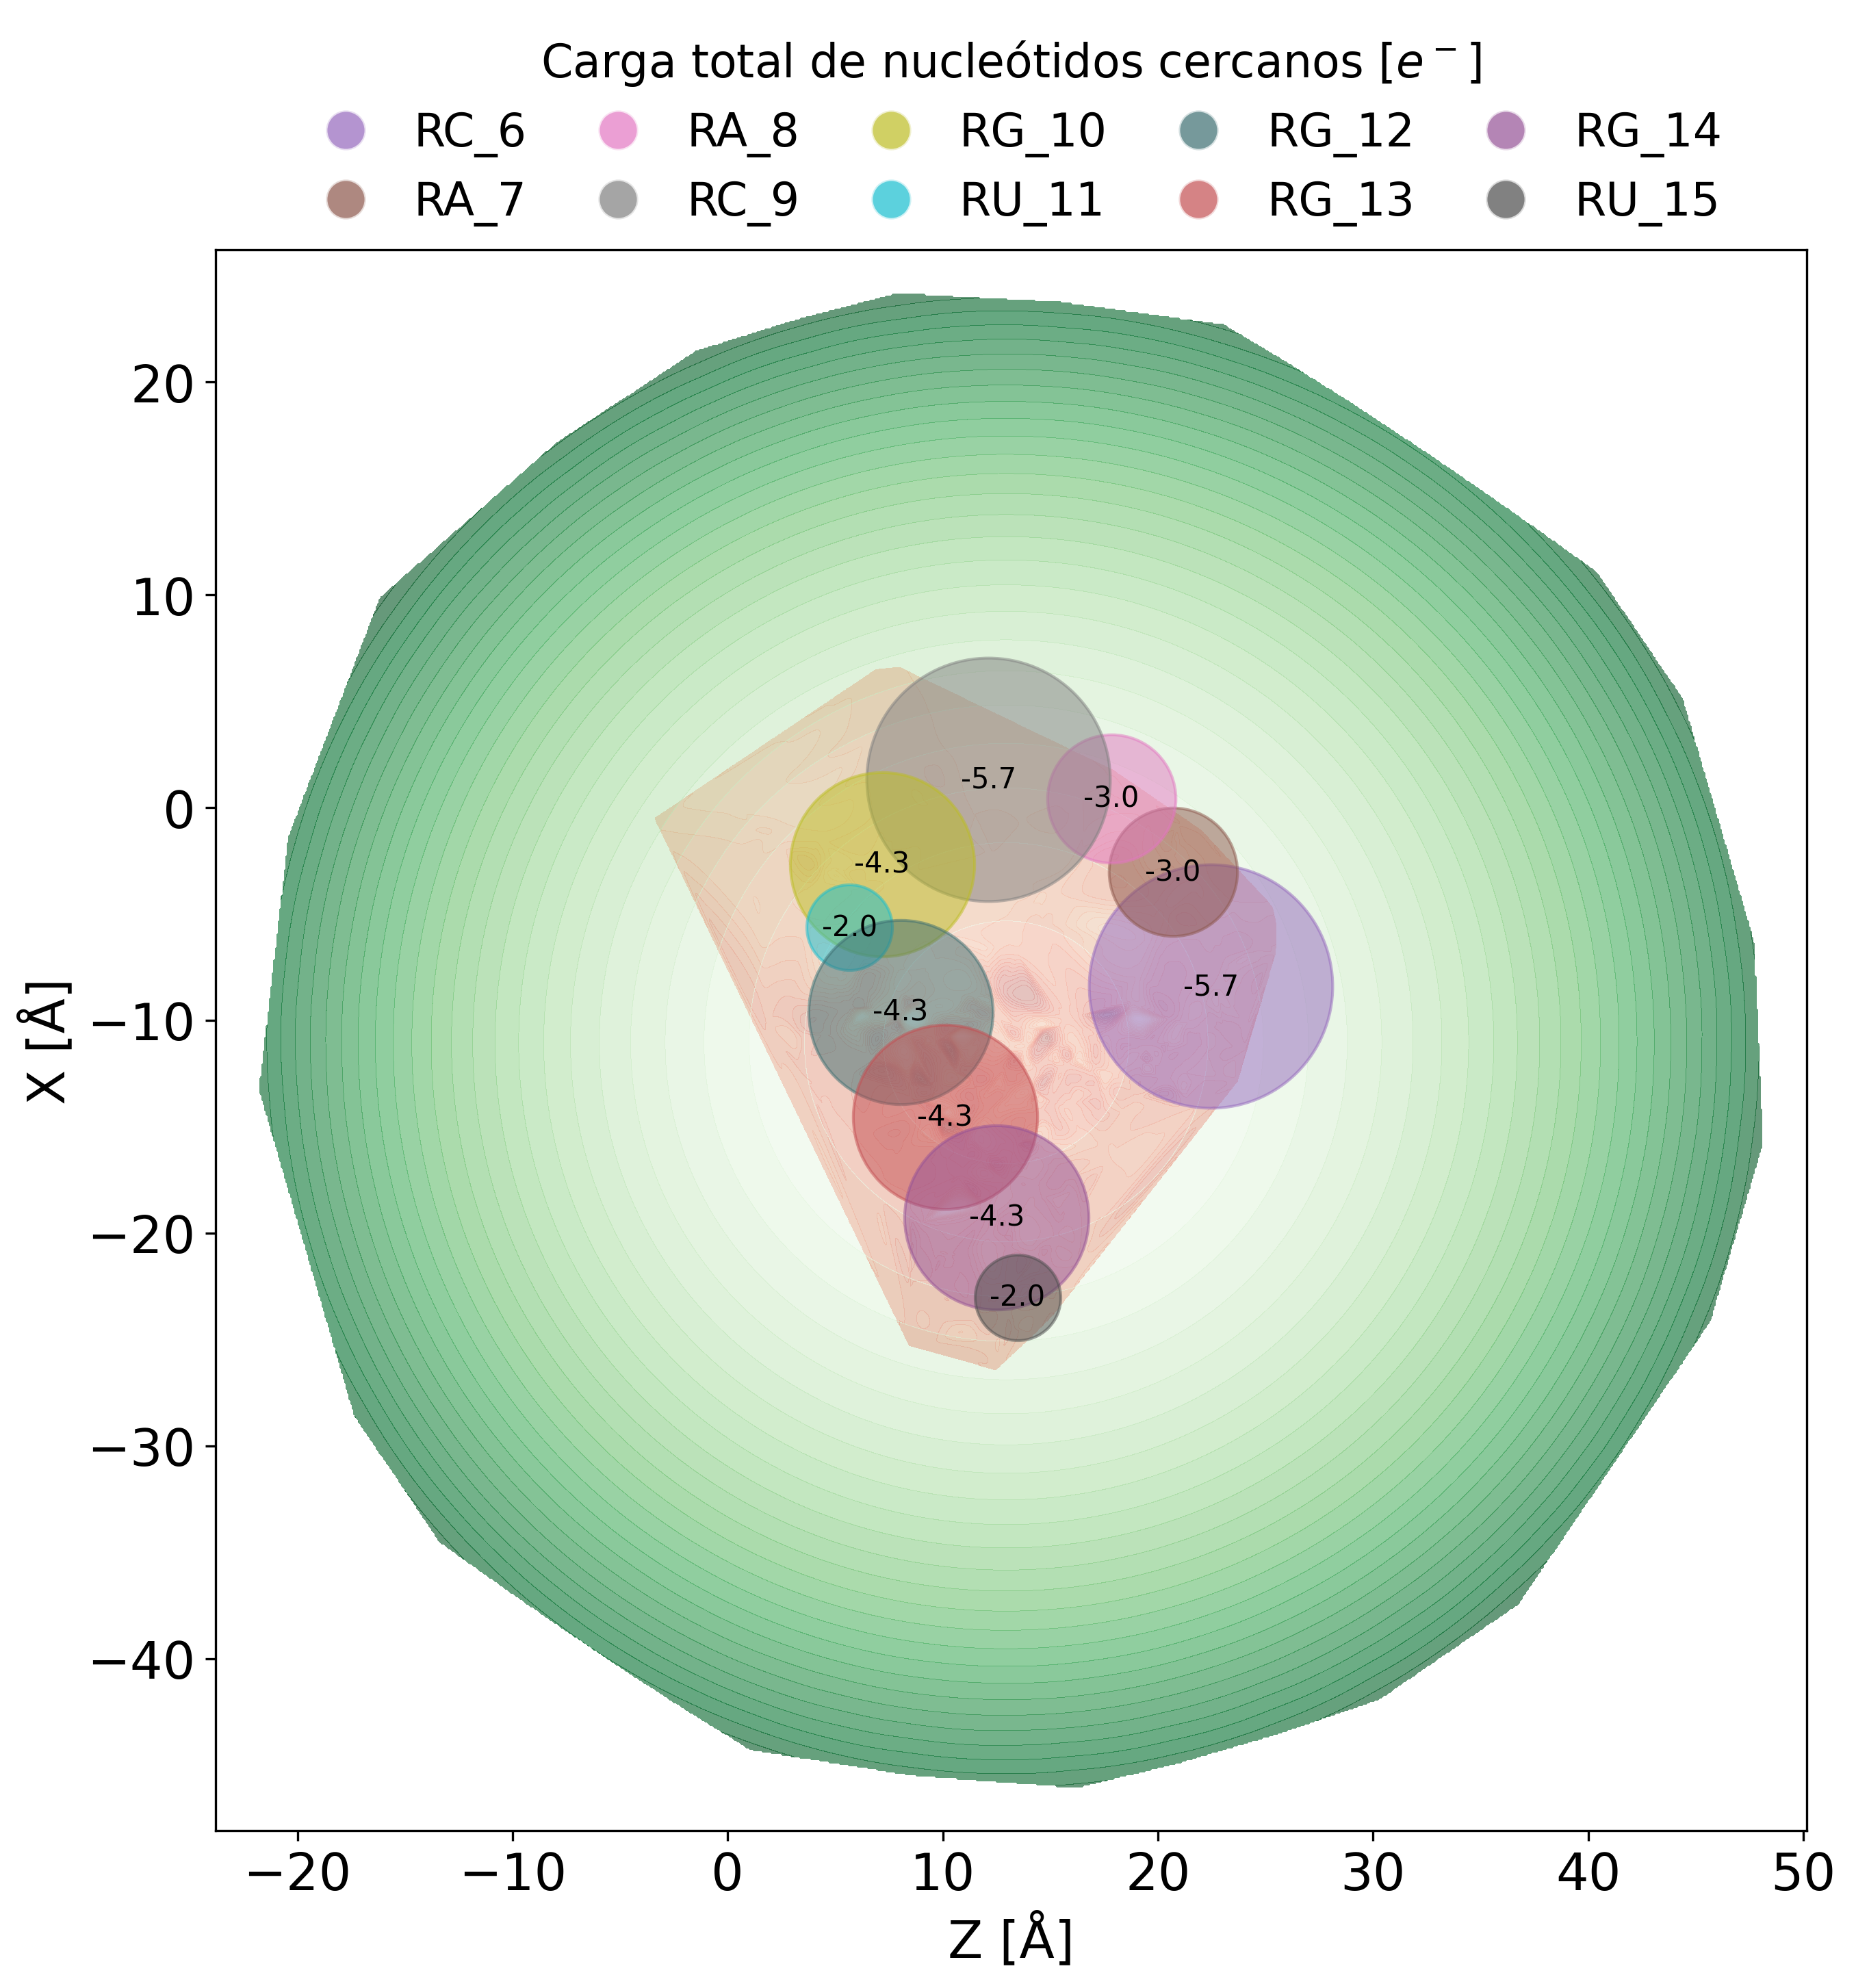 Carga total de nucleótidos cercanos [e⁻]
RC_6 RA_8 RG_10 RG_12 RG_14
RA_7 RC_9 RU_11 RG_13 RU_15
20
10
0
−10
−20
−30
−40
X [Å]
-5.7
-3.0
-4.3
-3.0
-2.0
-5.7
-4.3
-4.3
-4.3
-2.0
−20 −10 0 10 20 30 40 50
Z [Å]